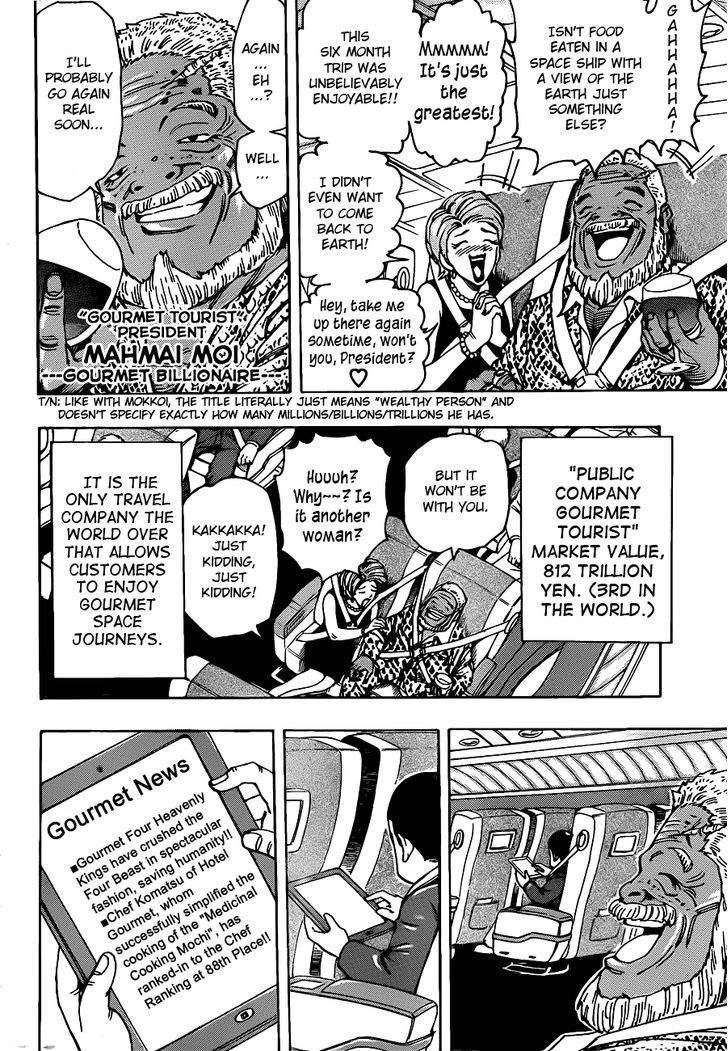 GAHHAHHA!
ISN'T FOOD
EATEN IN A
SPACE SHIP WITH
A VIEW OF THE
EARTH JUST
SOMETHING
ELSE?
Mmmmm!
It's just
the
greatest!
THIS
SIX MONTH
TRIP WAS
UNBELIEVABLY
ENJOYABLE!!
I DIDN'T
EVEN WANT
TO COME
BACK TO
EARTH!
Hey, take me
up there again
sometime, won't
you, President?
♡
AGAIN
...
EH
...?
WELL
...
I'LL
PROBABLY
GO AGAIN
REAL
SOON...
"GOURMET TOURIST"
PRESIDENT
MAHMAI MOI
---GOURMET BILLIONAIRE---
T/N: LIKE WITH MOKKOI, THE TITLE LITERALLY JUST MEANS "WEALTHY PERSON" AND
DOESN'T SPECIFY EXACTLY HOW MANY MILLIONS/BILLIONS/TRILLIONS HE HAS.
"PUBLIC
COMPANY
GOURMET
TOURIST"
MARKET VALUE,
812 TRILLION
YEN. (3RD IN
THE WORLD.)
BUT IT
WON'T BE
WITH YOU.
Huuuh?
Why~~? Is
it another
woman?
KAKKAKKA!
JUST
KIDDING,
JUST
KIDDING!
IT IS THE
ONLY TRAVEL
COMPANY THE
WORLD OVER
THAT ALLOWS
CUSTOMERS
TO ENJOY
GOURMET
SPACE
JOURNEYS.
Gourmet News
■Gourmet Four Heavenly
Kings have crushed the
Four Beast in spectacular
fashion, saving humanity!!
■Chef Komatsu of Hotel
Gourmet, whom
successfully simplified the
cooking of the "Medicinal
Cooking Mochi", has
ranked-in to the Chef
Ranking at 88th Place!!